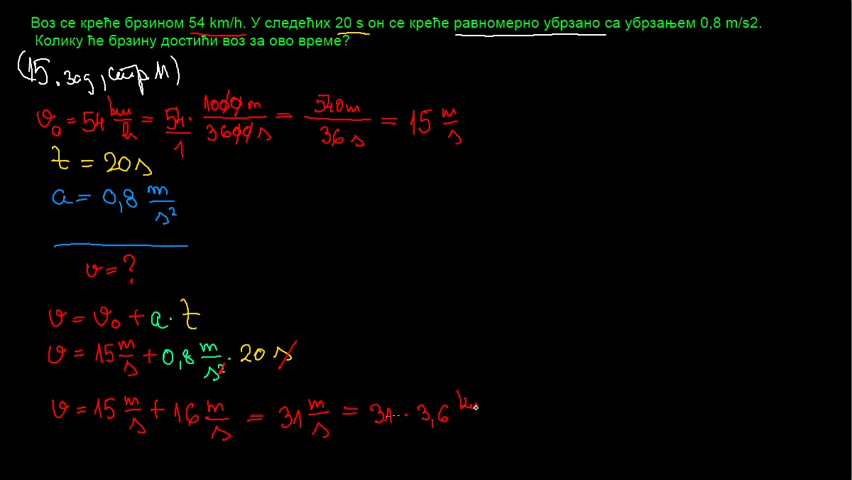 Воз се креће брзином 54 km/h. У следећих 20 s он се креће равномерно убрзано са убрзањем 0,8 m/s2.
Колику ће брзину достићи воз за ово време?
(15. зад, стр 11)
v₀ = 54 km/h = 54/1 · 1000 m/3600 s = 540 m/36 s = 15 m/s
t = 20 s
a = 0,8 m/s²
v = ?
v = v₀ + a · t
v = 15 m/s + 0,8 m/s² · 20 s
v = 15 m/s + 16 m/s = 31 m/s = 31 · 3,6 km